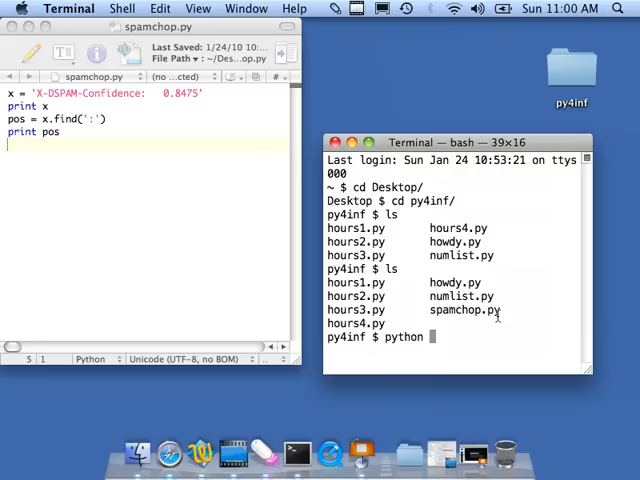 Terminal Shell Edit View Window Help Sun 11:00 AM
spamchop.py
Last Saved: 1/24/10 10:...
File Path ▾: ~/Des...op.py
spamchop.py (no ...cted) #
x = 'X-DSPAM-Confidence:   0.8475'
print x
pos = x.find(':')
print pos
5 1 Python Unicode (UTF-8, no BOM)
py4inf
Terminal — bash — 39×16
Last login: Sun Jan 24 10:53:21 on ttys
000
~ $ cd Desktop/
Desktop $ cd py4inf/
py4inf $ ls
hours1.py hours4.py
hours2.py howdy.py
hours3.py numlist.py
py4inf $ ls
hours1.py howdy.py
hours2.py numlist.py
hours3.py spamchop.py
hours4.py
py4inf $ python